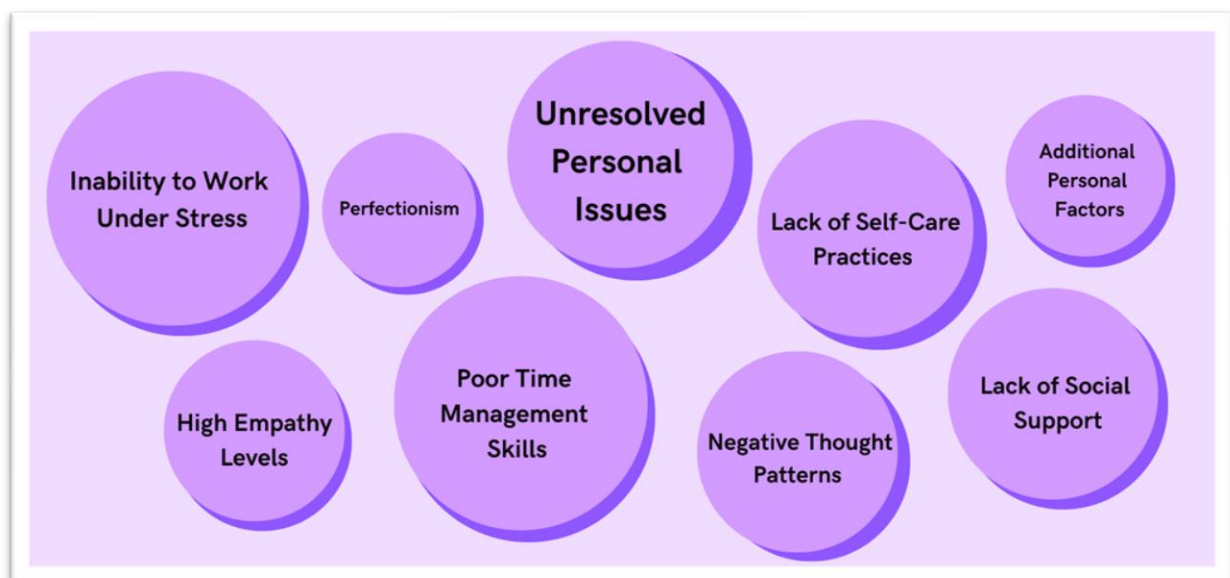 Inability to Work
Under Stress
Perfectionism
Unresolved
Personal
Issues
Lack of Self-Care
Practices
Additional
Personal
Factors
High Empathy
Levels
Poor Time
Management
Skills
Negative Thought
Patterns
Lack of Social
Support